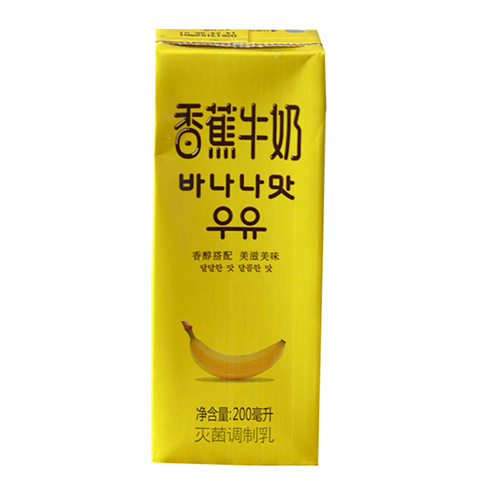 香蕉牛奶
바나나맛
우유
香醇搭配 美滋美味
달달한 맛 달콤한 맛
净含量:200毫升
灭菌调制乳